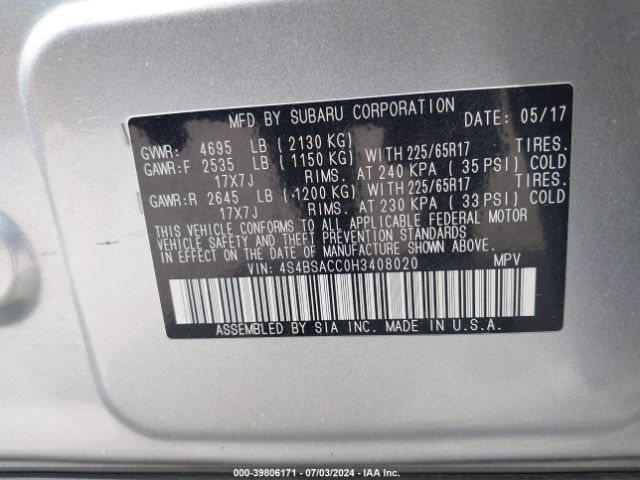 MFD BY SUBARU CORPORATION DATE: 05/17
GVWR: 4695 LB ( 2130 KG)
GAWR:F 2535 LB ( 1150 KG) WITH 225/65R17 TIRES.
17X7J RIMS. AT 240 KPA ( 35 PSI) COLD
GAWR:R 2645 LB ( 1200 KG) WITH 225/65R17 TIRES.
17X7J RIMS. AT 230 KPA ( 33 PSI) COLD
THIS VEHICLE CONFORMS TO ALL APPLICABLE FEDERAL MOTOR
VEHICLE SAFETY AND THEFT PREVENTION STANDARDS
IN EFFECT ON THE DATE OF MANUFACTURE SHOWN ABOVE.
VIN: 4S4BSACC0H3408020 MPV
ASSEMBLED BY SIA INC. MADE IN U.S.A.
000-39806171 - 07/03/2024 - IAA Inc.